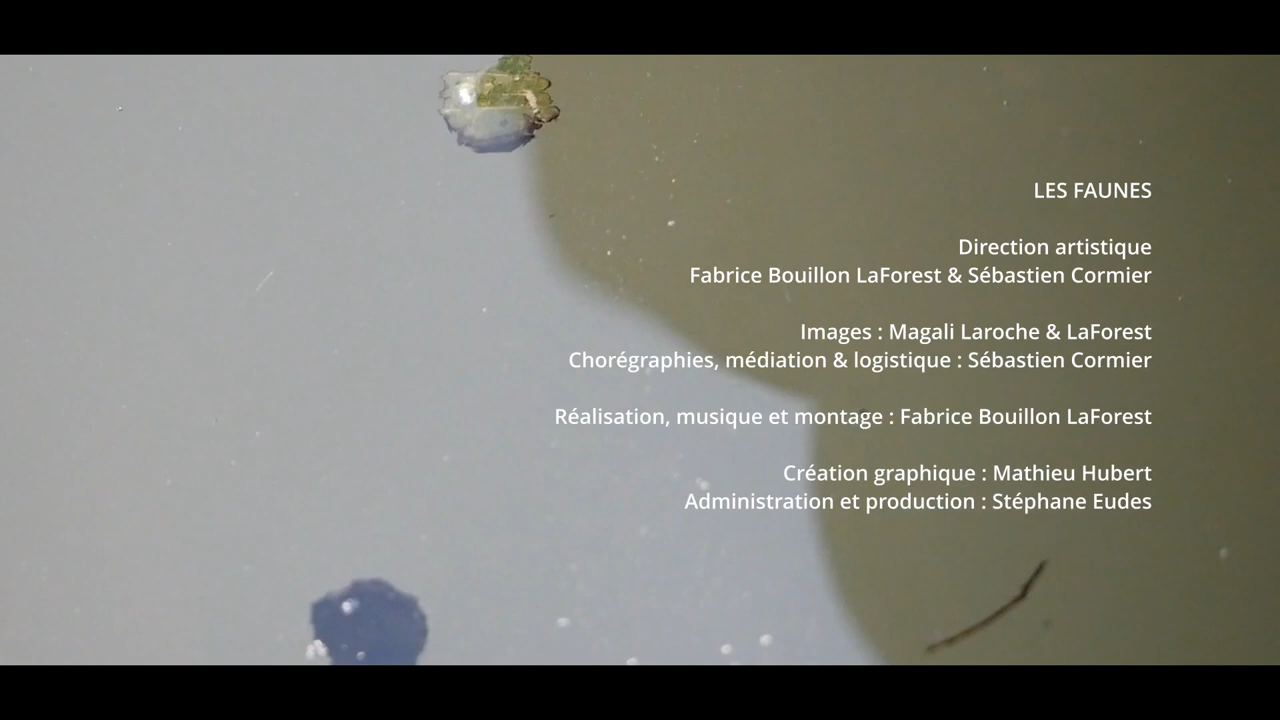 LES FAUNES
Direction artistique
Fabrice Bouillon LaForest & Sébastien Cormier
Images : Magali Laroche & LaForest
Chorégraphies, médiation & logistique : Sébastien Cormier
Réalisation, musique et montage : Fabrice Bouillon LaForest
Création graphique : Mathieu Hubert
Administration et production : Stéphane Eudes